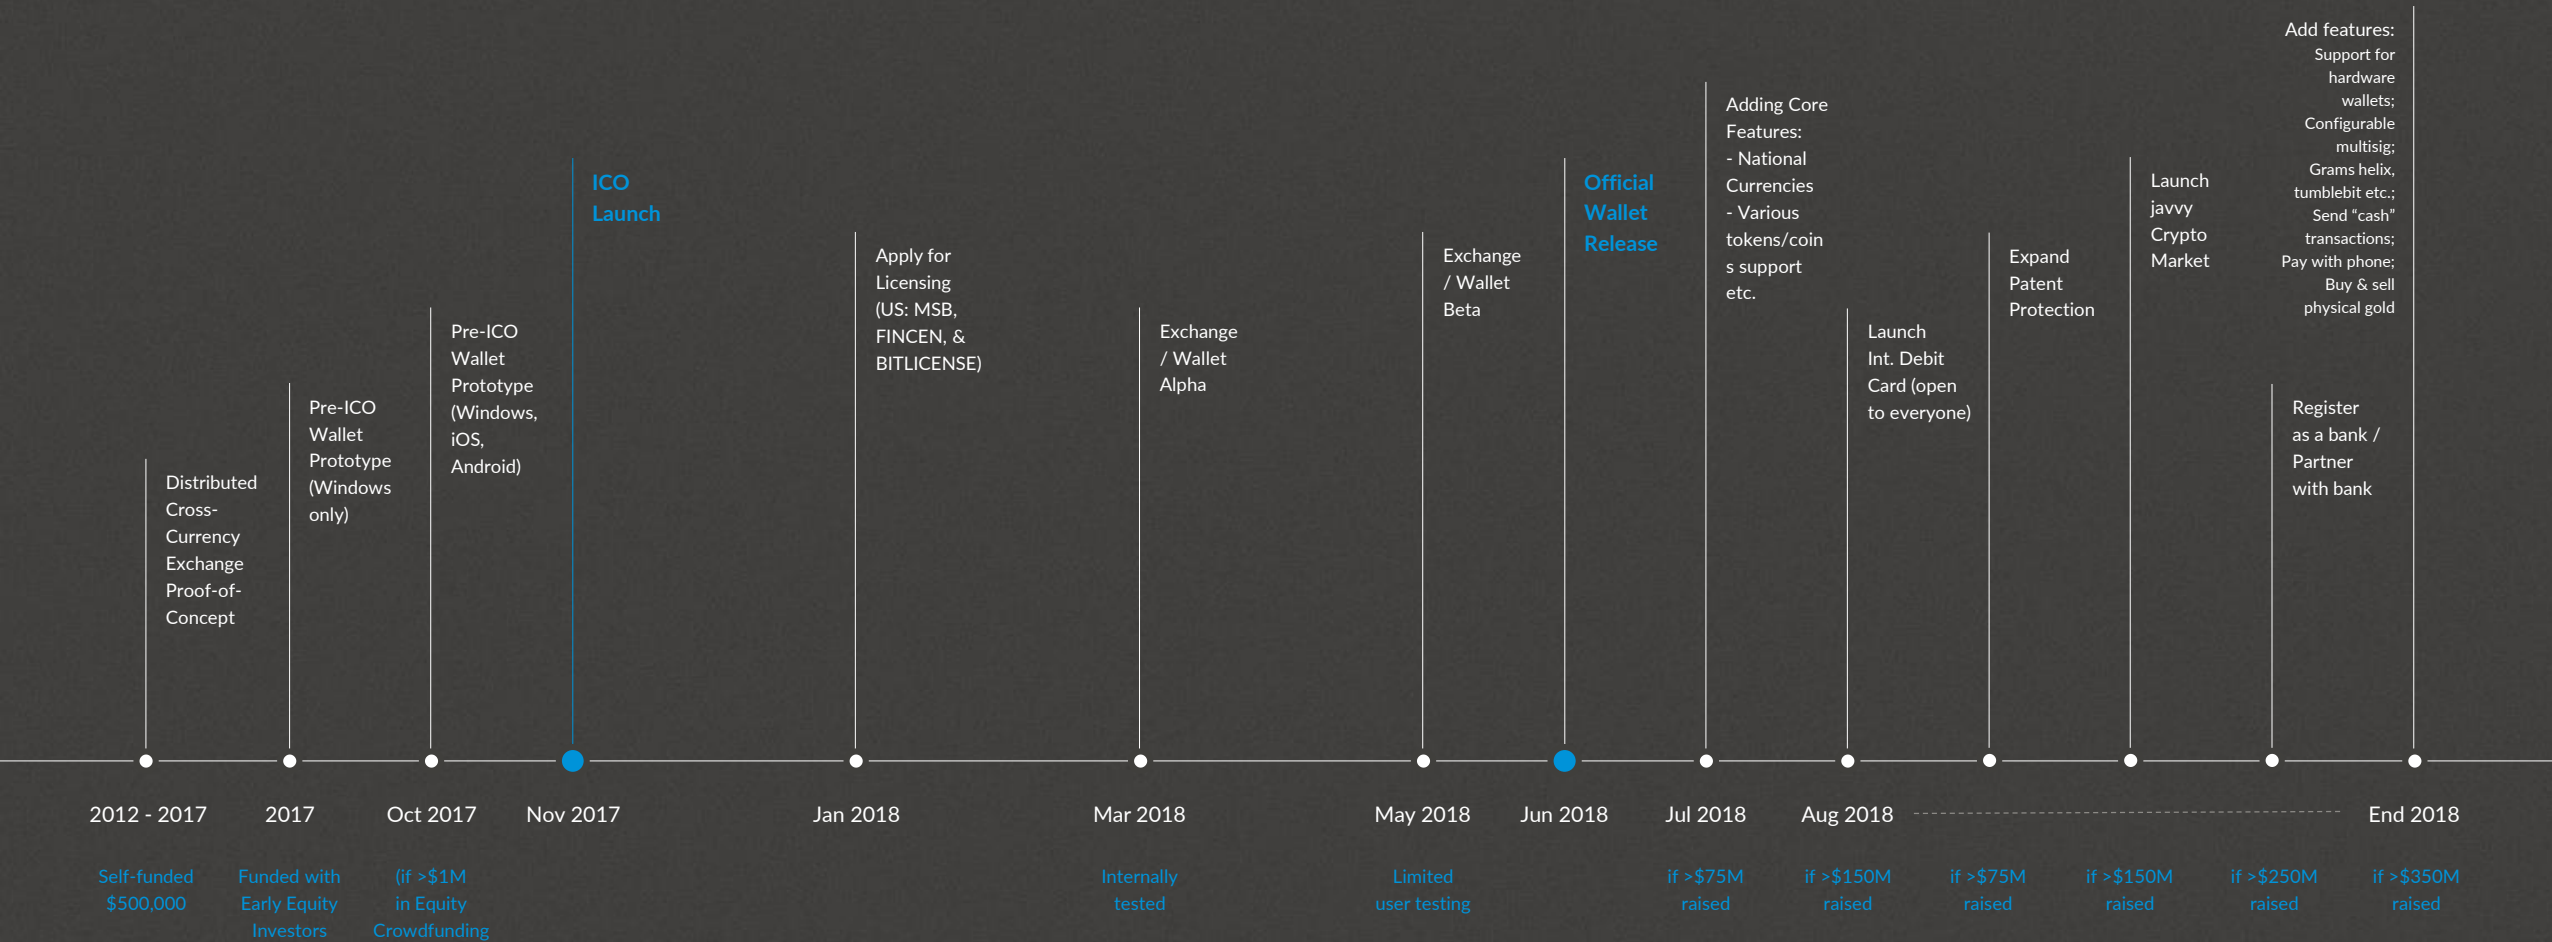 Distributed
Cross-
Currency
Exchange
Proof-of-
Concept
2012 - 2017
Self-funded
$500,000
Pre-ICO
Wallet
Prototype
(Windows
only)
2017
Funded with
Early Equity
Investors
Pre-ICO
Wallet
Prototype
(Windows,
iOS,
Android)
Oct 2017
(if >$1M
in Equity
Crowdfunding
ICO
Launch
Nov 2017
Apply for
Licensing
(US: MSB,
FINCEN, &
BITLICENSE)
Jan 2018
Exchange
/ Wallet
Alpha
Mar 2018
Internally
tested
Exchange
/ Wallet
Beta
May 2018
Limited
user testing
Official
Wallet
Release
Jun 2018
Adding Core
Features:
- National
Currencies
- Various
tokens/coin
s support
etc.
Jul 2018
if >$75M
raised
Launch
Int. Debit
Card (open
to everyone)
Aug 2018
if >$150M
raised
Expand
Patent
Protection
if >$75M
raised
Launch
javvy
Crypto
Market
if >$150M
raised
Register
as a bank /
Partner
with bank
if >$250M
raised
Add features:
Support for
hardware
wallets;
Configurable
multisig;
Grams helix,
tumblebit etc.;
Send “cash”
transactions;
Pay with phone;
Buy & sell
physical gold
End 2018
if >$350M
raised